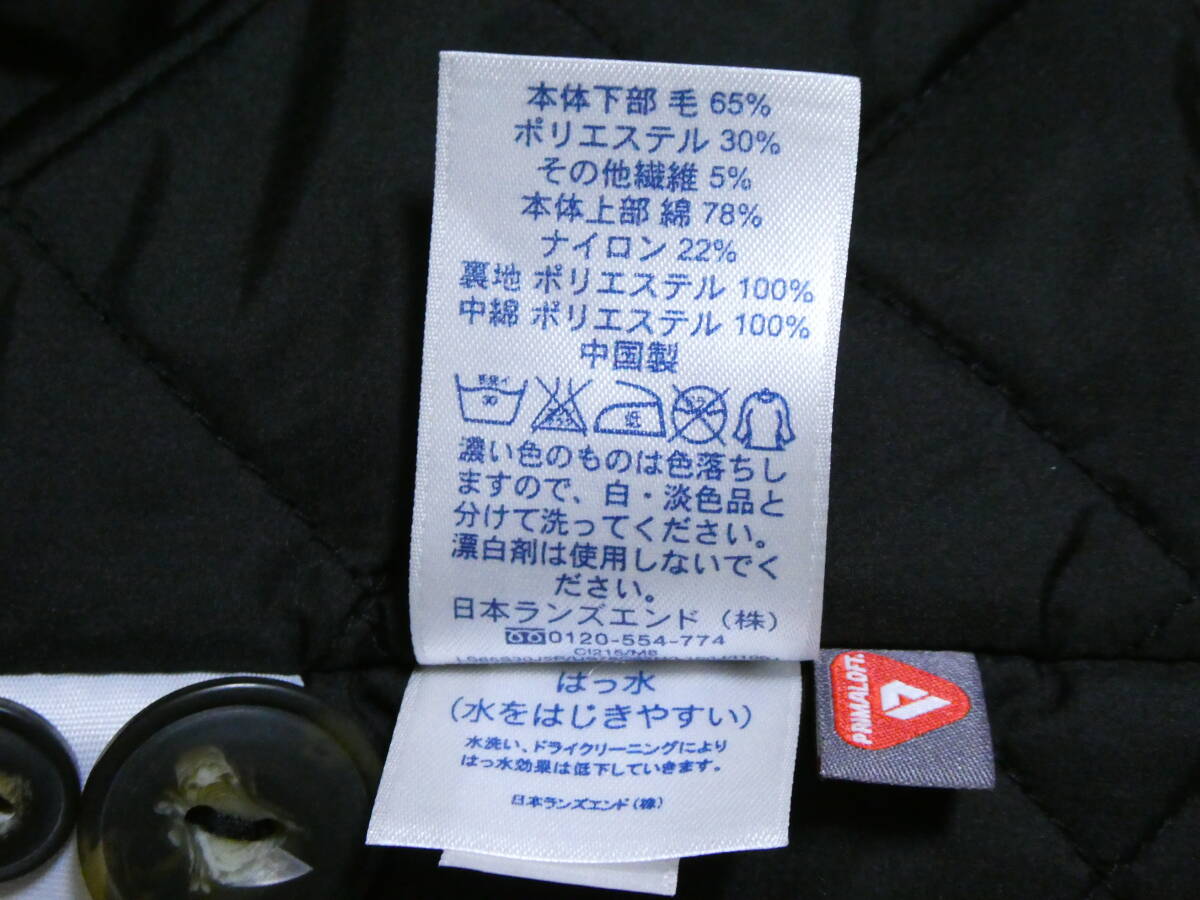 本体下部 毛 65%
ポリエステル 30%
その他繊維 5%
本体上部 綿 78%
ナイロン 22%
裏地 ポリエステル 100%
中綿 ポリエステル 100%
中国製
30
低
濃い色のものは色落ちし
ますので、白・淡色品と
分けて洗ってください。
漂白剤は使用しないでく
ださい。
日本ランズエンド（株）
0120-554-774
CI215/M8
はっ水
（水をはじきやすい）
水洗い、ドライクリーニングにより
はっ水効果は低下していきます。
日本ランズエンド（株）
PRIMALOFT.